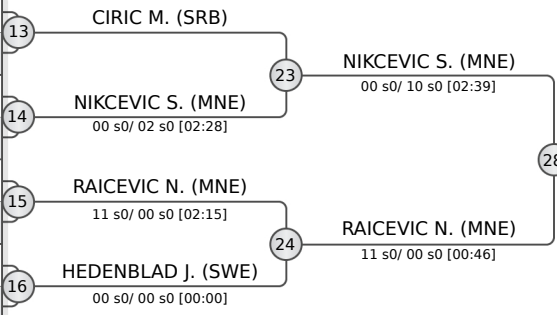 CIRIC M. (SRB)
13
23
NIKCEVIC S. (MNE)
00 s0/ 10 s0 [02:39]
NIKCEVIC S. (MNE)
14
00 s0/ 02 s0 [02:28]
28
RAICEVIC N. (MNE)
15
11 s0/ 00 s0 [02:15]
24
RAICEVIC N. (MNE)
11 s0/ 00 s0 [00:46]
HEDENBLAD J. (SWE)
16
00 s0/ 00 s0 [00:00]